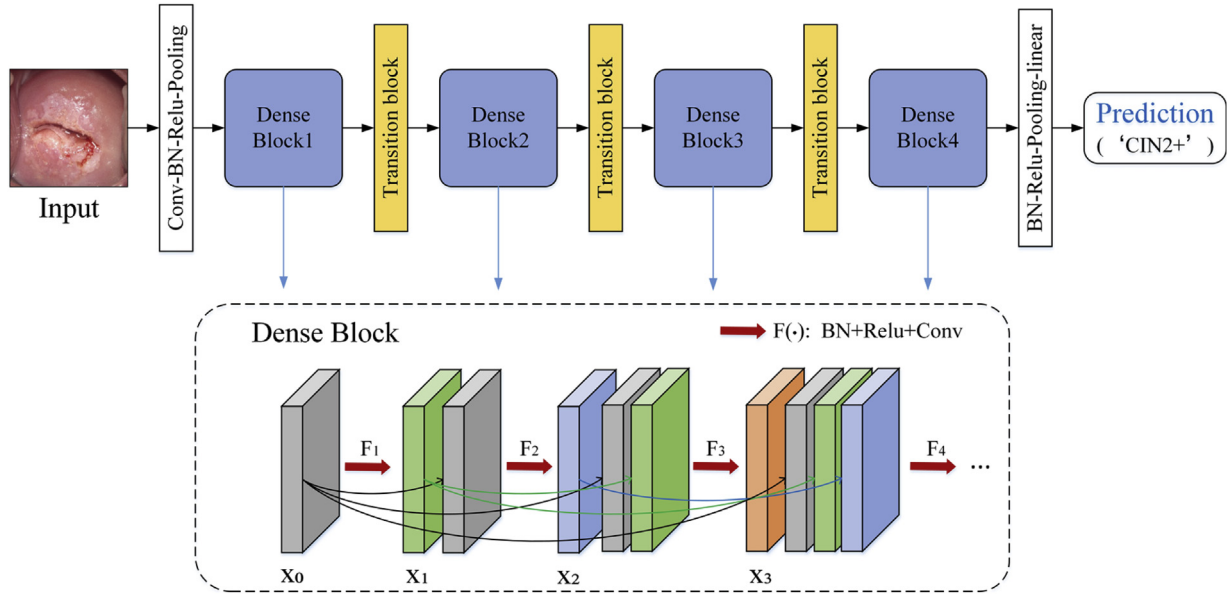 Input
Conv-BN-Relu-Pooling
Dense
Block1
Transition block
Dense
Block2
Transition block
Dense
Block3
Transition block
Dense
Block4
BN-Relu-Pooling-linear
Prediction
( ‘CIN2+’ )
Dense Block
F(·): BN+Relu+Conv
F1
F2
F3
F4
...
X0
X1
X2
X3